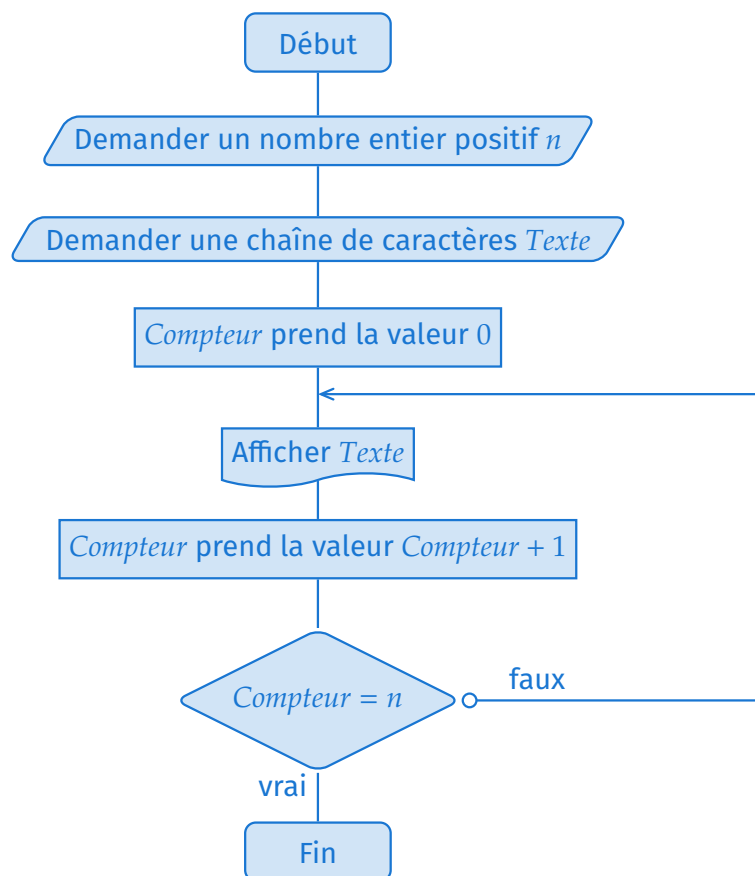 Début
Demander un nombre entier positif n
Demander une chaîne de caractères Texte
Compteur prend la valeur 0
Afficher Texte
Compteur prend la valeur Compteur + 1
Compteur = n
faux
vrai
Fin